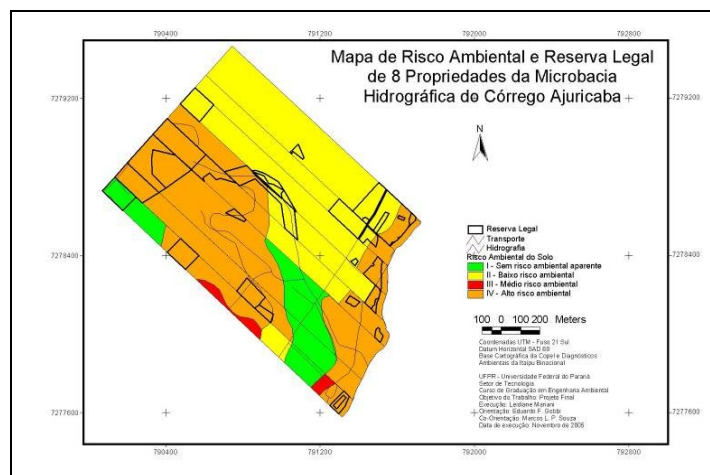 790400 791200 792000 792800
Mapa de Risco Ambiental e Reserva Legal
de 8 Propriedades da Microbacia
Hidrográfica do Córrego Ajuricaba
7279200 7279200
N
Reserva Legal
Transporte
Hidrografia
Risco Ambiental do Solo
I - Sem risco ambiental aparente
II - Baixo risco ambiental
III - Médio risco ambiental
IV - Alto risco ambiental
7278400 7278400
100 0 100 200 Meters
Coordenadas UTM - Fuso 21 Sul
Datum Horizontal SAD 69
Base Cartográfica da Copel e Diagnósticos
Ambientais da Itaipu Binacional
UFPR - Universidade Federal do Paraná
Setor de Tecnologia
Curso de Graduação em Engenharia Ambiental
Objetivo do Trabalho: Projeto Final
Execução: Leidiane Mariani
Orientação: Eduardo F. Gobbi
Co-Orientação: Marcos L. P. Souza
Data de execução: Novembro de 2006
7277600 7277600
790400 791200 792000 792800